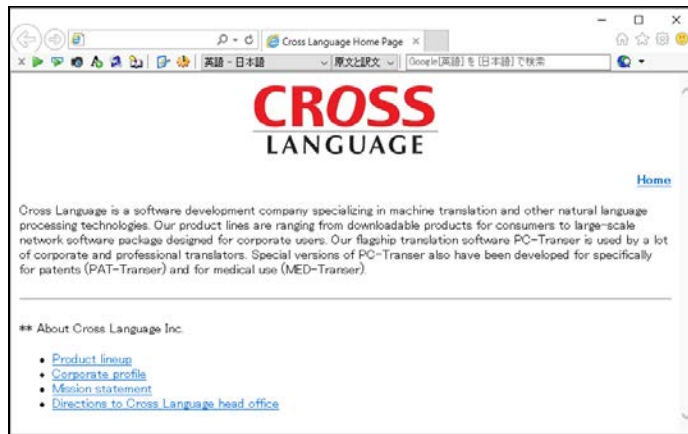 Cross Language Home Page ×
英語 - 日本語 原文と訳文 Google[英語]を[日本語]で検索
CROSS
LANGUAGE
Home
Cross Language is a software development company specializing in machine translation and other natural language
processing technologies. Our product lines are ranging from downloadable products for consumers to large-scale
network software package designed for corporate users. Our flagship translation software PC-Transer is used by a lot
of corporate and professional translators. Special versions of PC-Transer also have been developed for specifically
for patents (PAT-Transer) and for medical use (MED-Transer).
** About Cross Language Inc.
• Product lineup
• Corporate profile
• Mission statement
• Directions to Cross Language head office